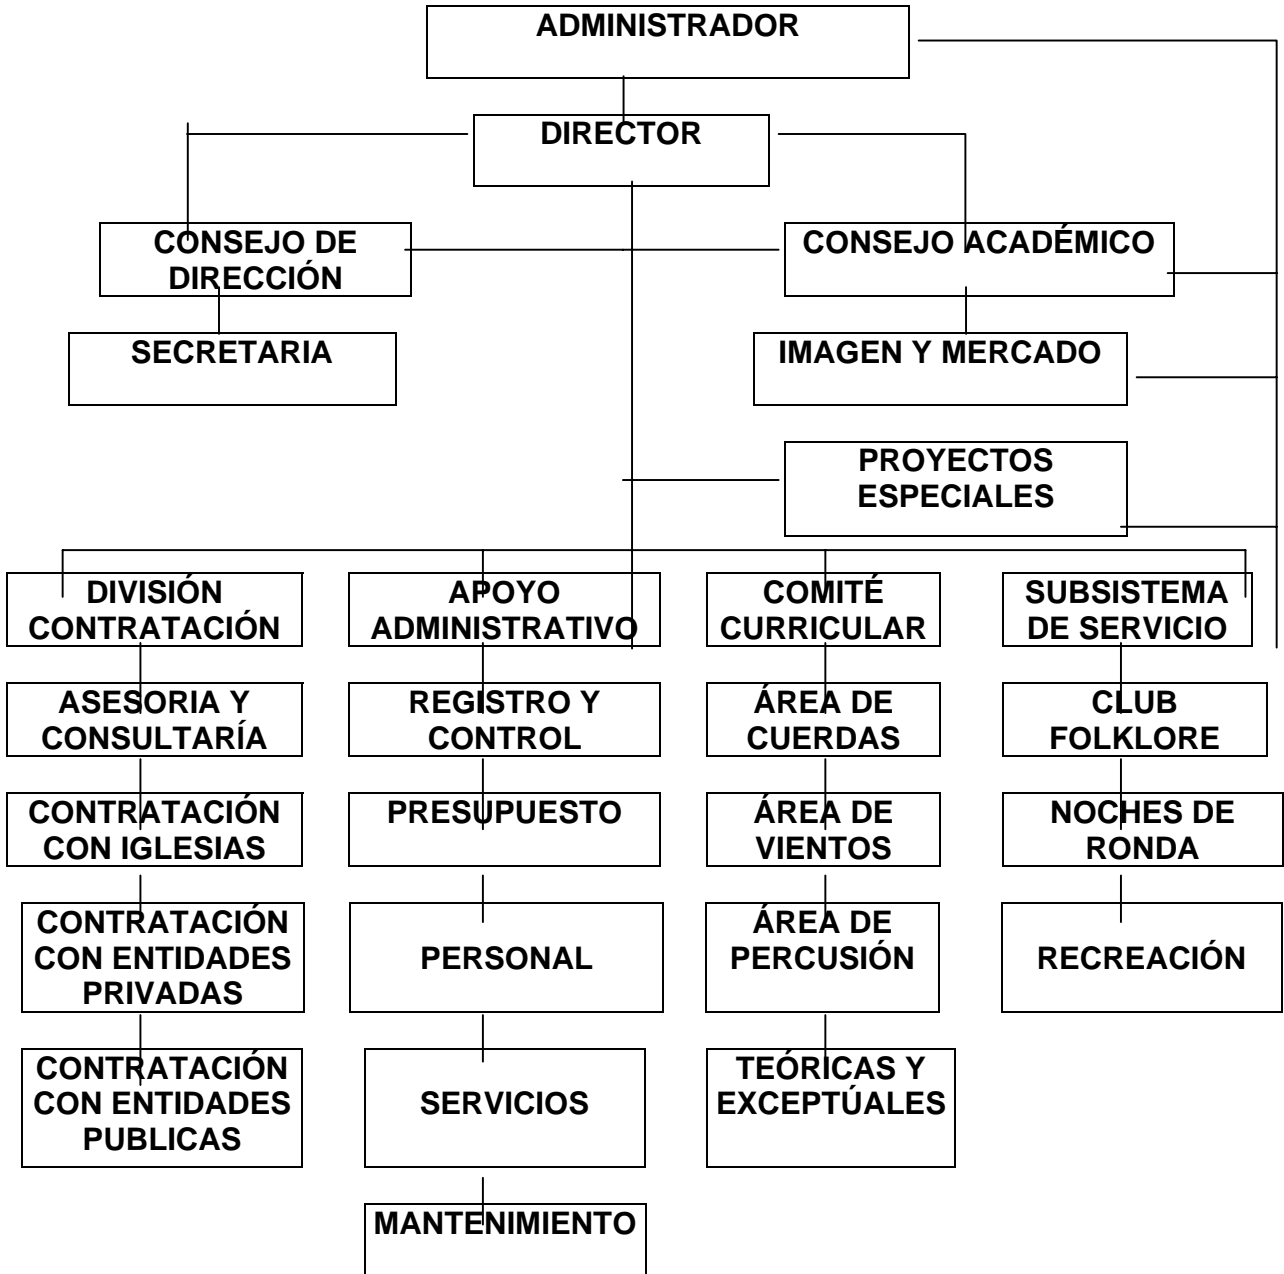 ADMINISTRADOR
DIRECTOR
CONSEJO DE
DIRECCIÓN
CONSEJO ACADÉMICO
SECRETARIA
IMAGEN Y MERCADO
PROYECTOS
ESPECIALES
DIVISIÓN
CONTRATACIÓN
APOYO
ADMINISTRATIVO
COMITÉ
CURRICULAR
SUBSISTEMA
DE SERVICIO
ASESORIA Y
CONSULTARÍA
REGISTRO Y
CONTROL
ÁREA DE
CUERDAS
CLUB
FOLKLORE
CONTRATACIÓN
CON IGLESIAS
PRESUPUESTO
ÁREA DE
VIENTOS
NOCHES DE
RONDA
CONTRATACIÓN
CON ENTIDADES
PRIVADAS
PERSONAL
ÁREA DE
PERCUSIÓN
RECREACIÓN
CONTRATACIÓN
CON ENTIDADES
PUBLICAS
SERVICIOS
TEÓRICAS Y
EXCEPTÚALES
MANTENIMIENTO